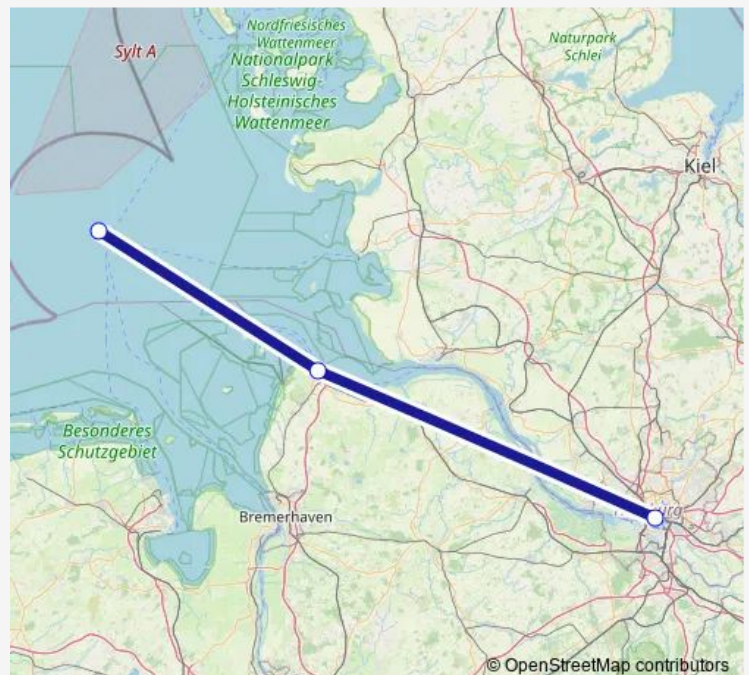 Sylt A
Nordfriesisches
Wattenmeer
Nationalpark
Schleswig-
Holsteinisches
Wattenmeer
Naturpark
Schlei
Kiel
Besonderes
Schutzgebiet
Bremerhaven
© OpenStreetMap contributors